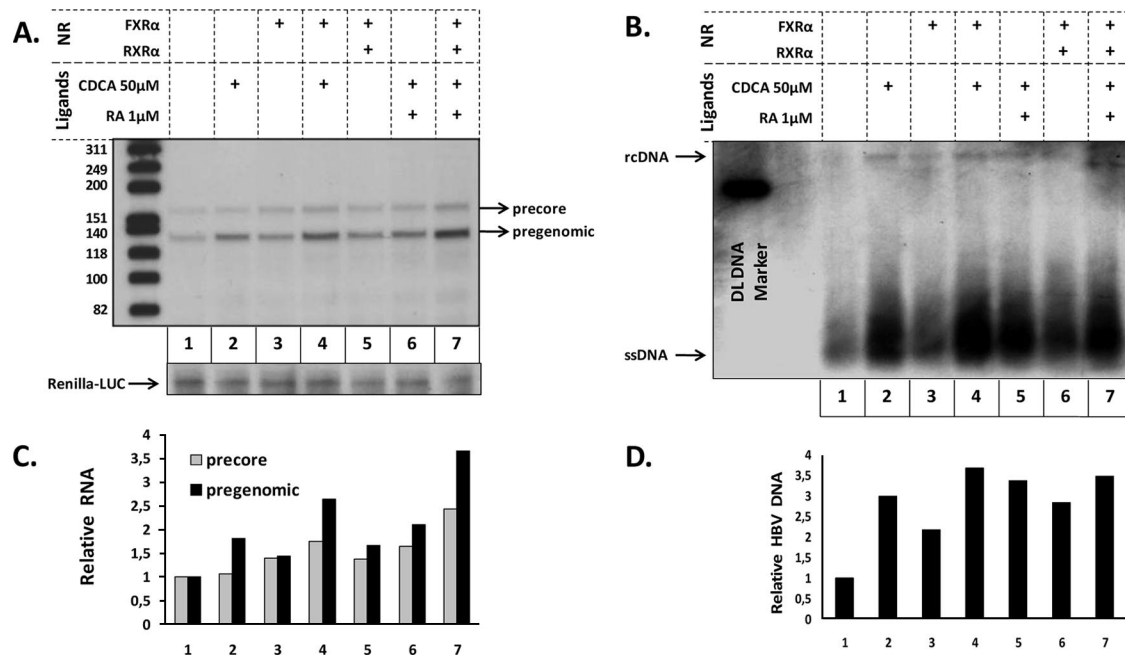 A.
NR
FXRα + + + +
RXRα + +
Ligands
CDCA 50µM + + + +
RA 1µM + +
311
249
200
151
140
118
100
82
precore
pregenomic
1 2 3 4 5 6 7
Renilla-LUC
B.
NR
FXRα + + + +
RXRα + +
Ligands
CDCA 50µM + + + +
RA 1µM + +
rcDNA
DL DNA
Marker
ssDNA
1 2 3 4 5 6 7
C.
Relative RNA
4
3,5
3
2,5
2
1,5
1
0,5
0
precore
pregenomic
1 2 3 4 5 6 7
D.
Relative HBV DNA
4
3,5
3
2,5
2
1,5
1
0,5
0
1 2 3 4 5 6 7